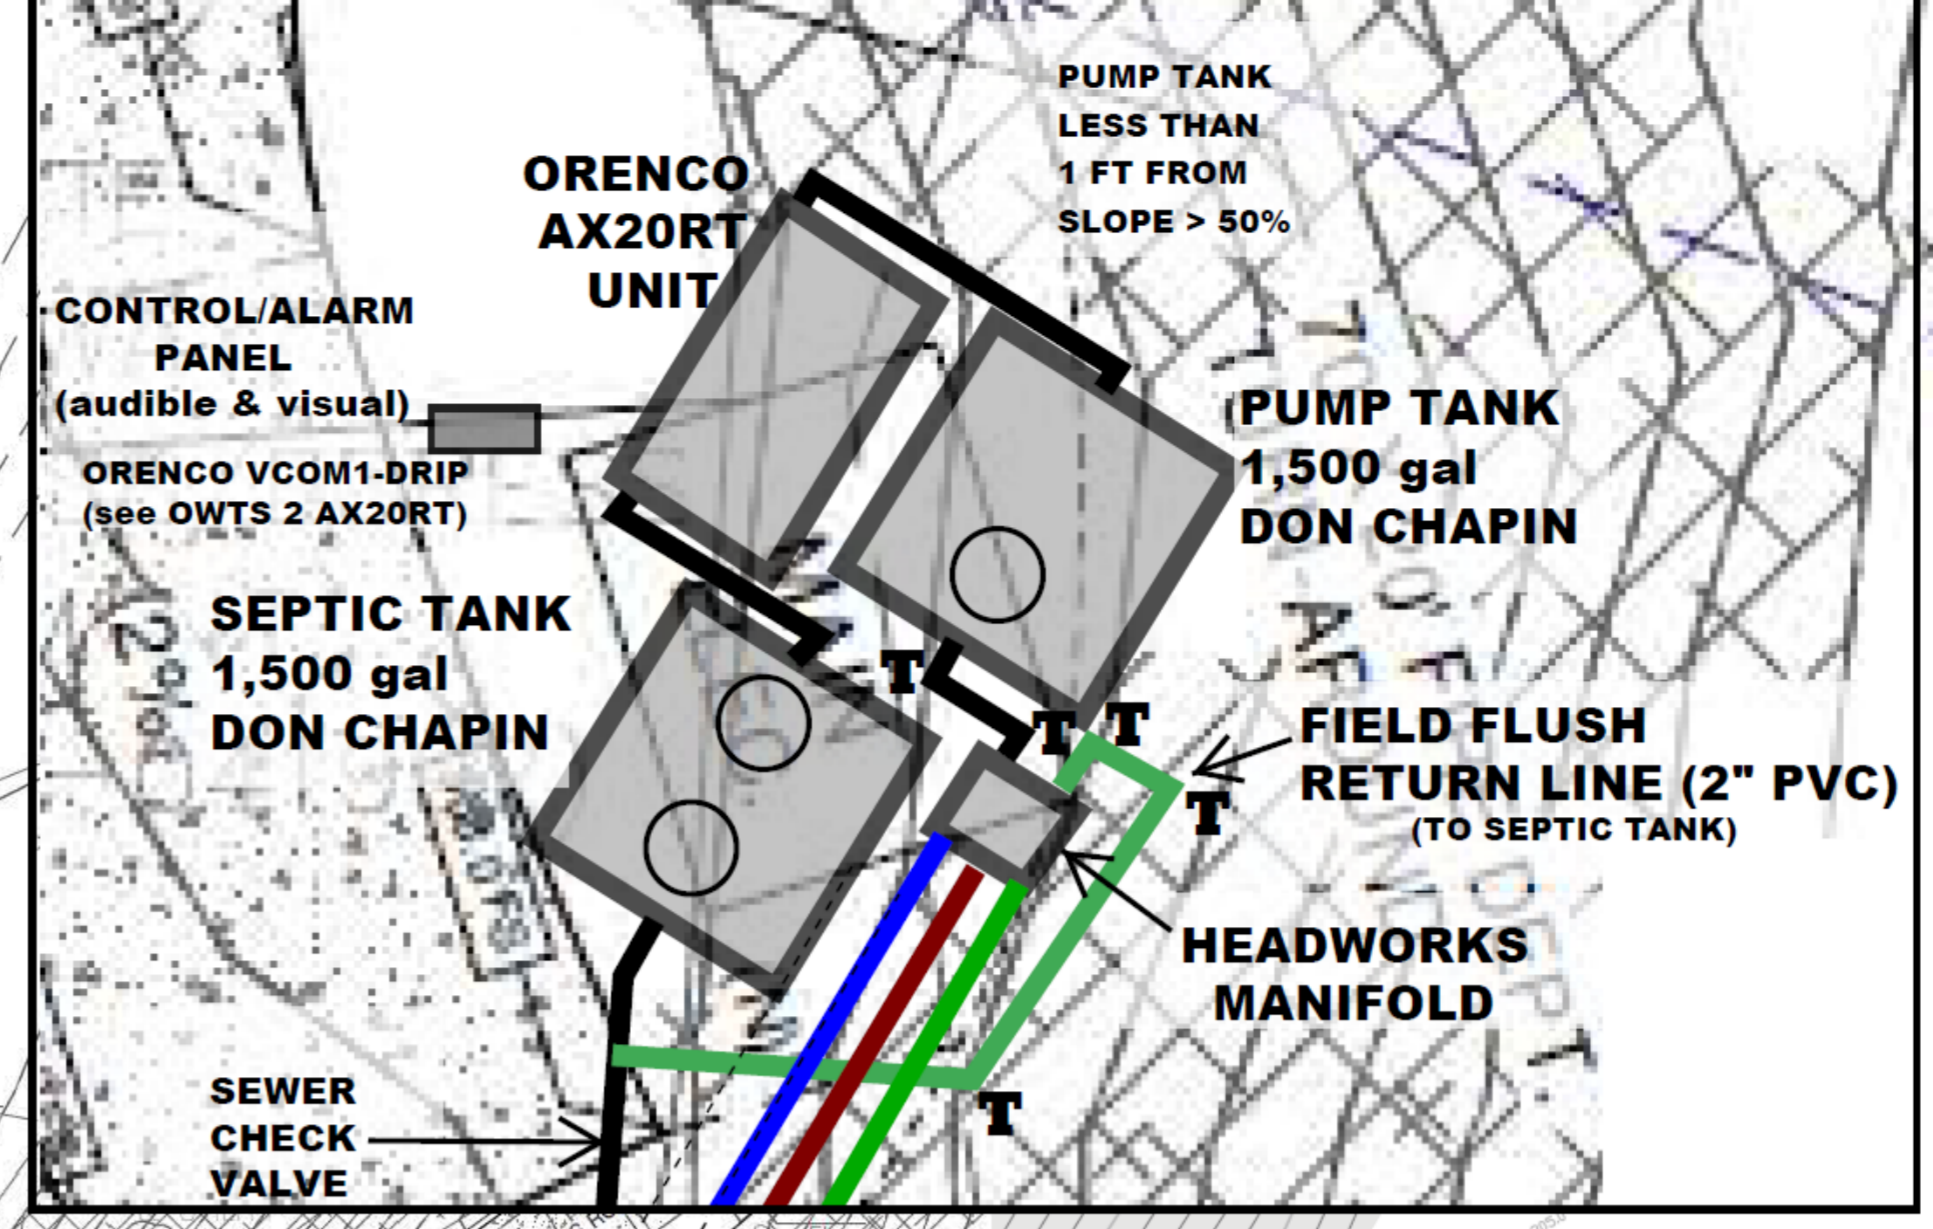 PUMP TANK
LESS THAN
1 FT FROM
SLOPE > 50%
ORENCO
AX20RT
UNIT
CONTROL/ALARM
PANEL
(audible & visual)
ORENCO VCOM1-DRIP
(see OWTS 2 AX20RT)
PUMP TANK
1,500 gal
DON CHAPIN
SEPTIC TANK
1,500 gal
DON CHAPIN
T
T
T
T
FIELD FLUSH
RETURN LINE (2" PVC)
(TO SEPTIC TANK)
HEADWORKS
MANIFOLD
T
SEWER
CHECK
VALVE